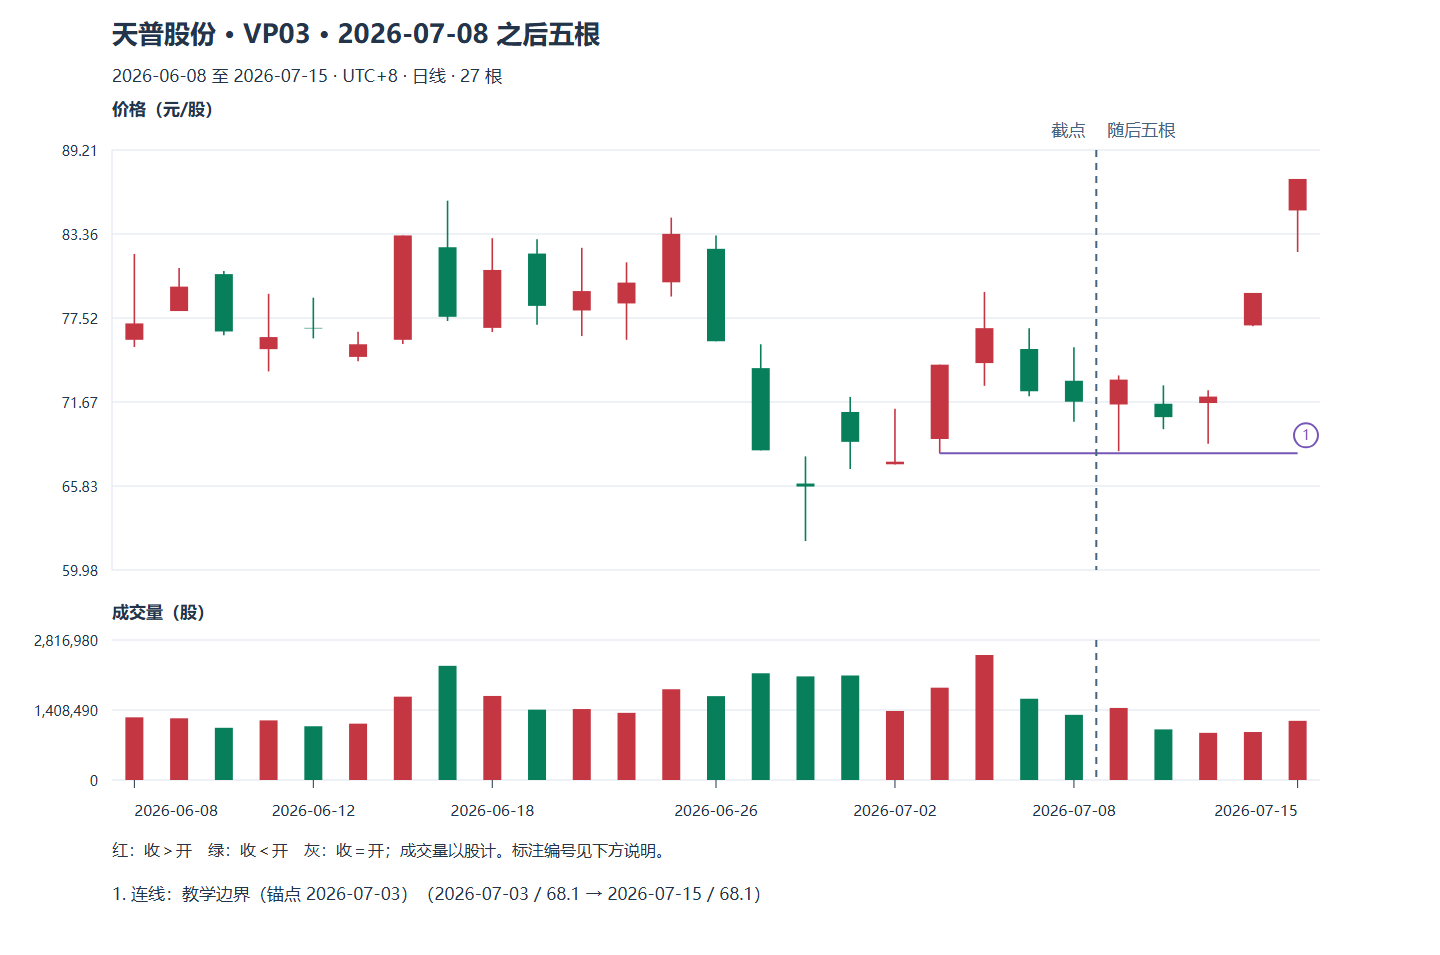 天普股份 • VP03 • 2026-07-08 之后五根
2026-06-08 至 2026-07-15 · UTC+8 · 日线 · 27 根
价格（元/股）
截点 随后五根
89.21
83.36
77.52
71.67
65.83
59.98
1
成交量（股）
2,816,980
1,408,490
0
2026-06-08 2026-06-12 2026-06-18 2026-06-26 2026-07-02 2026-07-08 2026-07-15
红：收 > 开 绿：收 < 开 灰：收 = 开；成交量以股计。标注编号见下方说明。
1. 连线：教学边界（锚点 2026-07-03）（2026-07-03 / 68.1 → 2026-07-15 / 68.1）